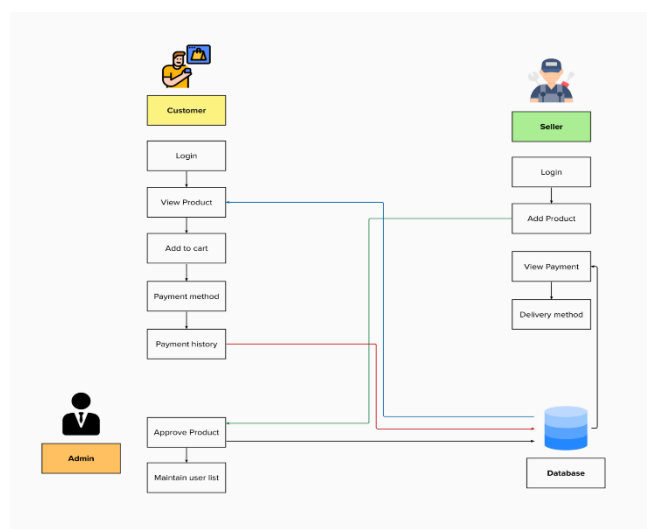 Customer
Login
View Product
Add to cart
Payment method
Payment history
Seller
Login
Add Product
View Payment
Delivery method
Admin
Approve Product
Maintain user list
Database